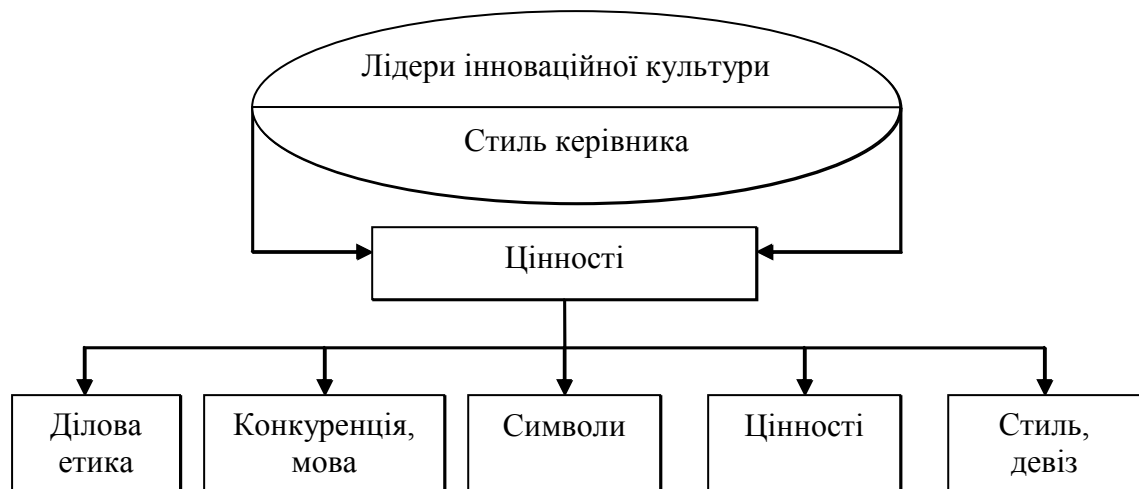 Лідери інноваційної культури
Стиль керівника
Цінності
Ділова
етика
Конкуренція,
мова
Символи
Цінності
Стиль,
девіз